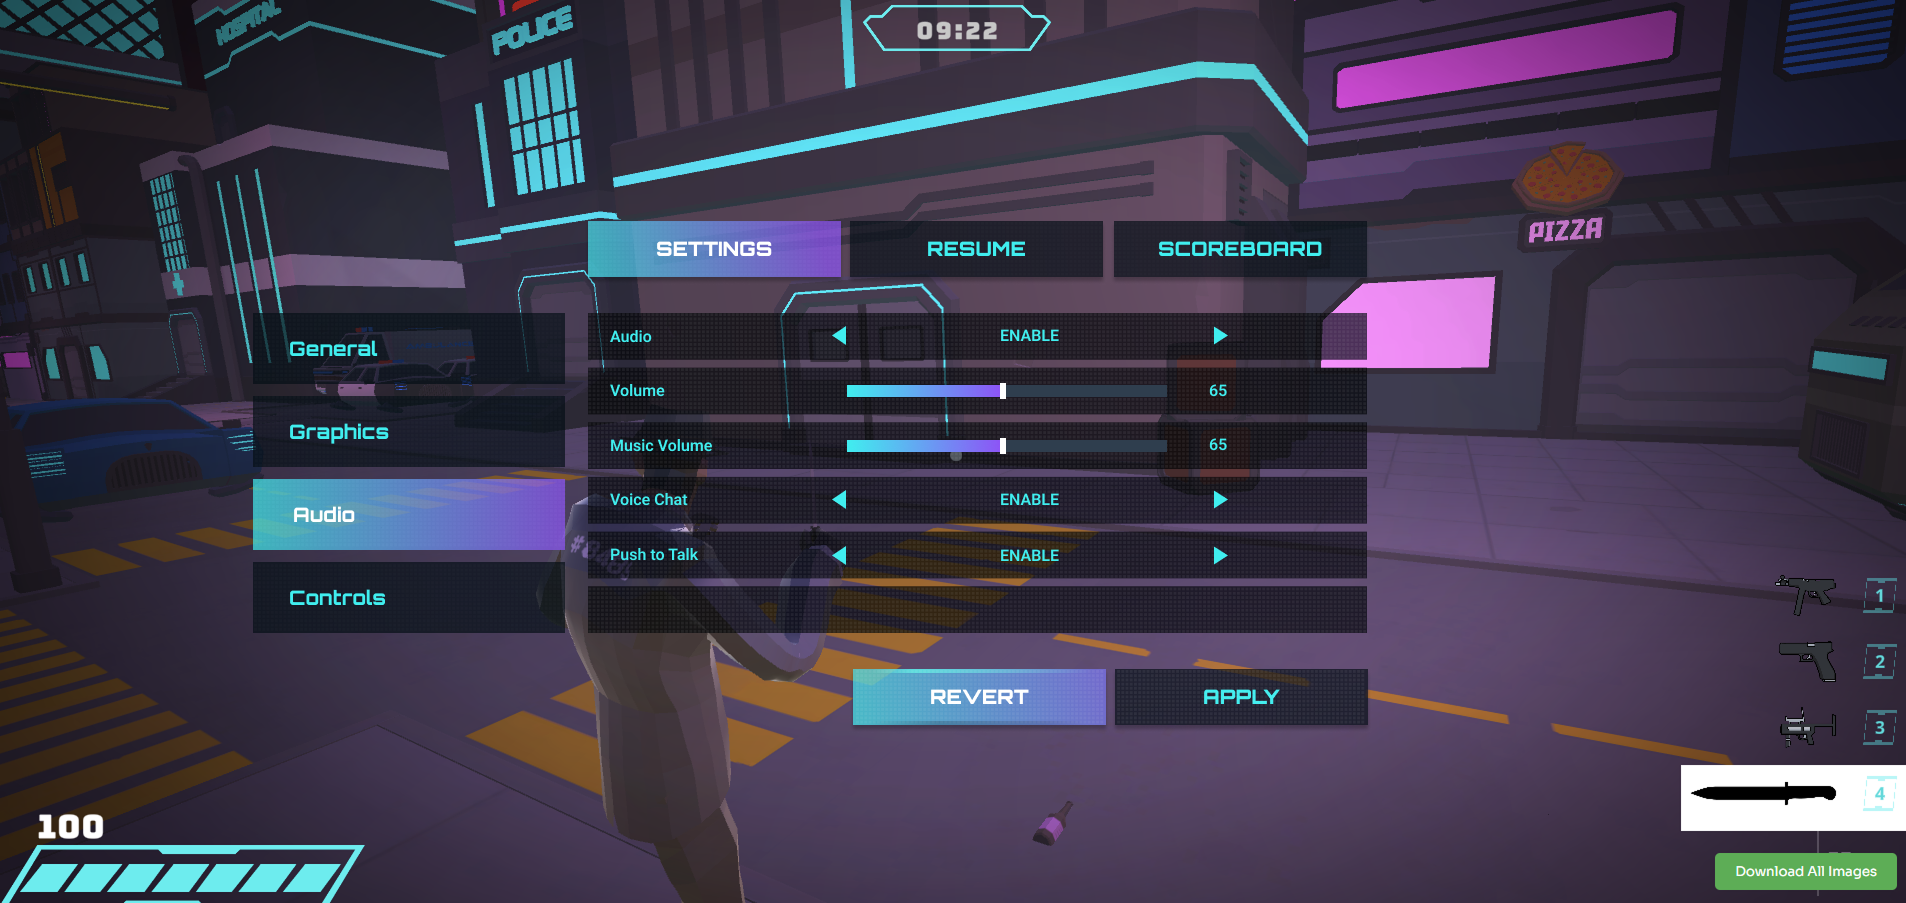 HOSPITAL
POLICE
09:22
SETTINGS
RESUME
SCOREBOARD
PIZZA
General
Graphics
Audio
Controls
Audio ENABLE
Volume 65
Music Volume 65
Voice Chat ENABLE
Push to Talk ENABLE
REVERT
APPLY
1
2
3
4
100
Download All Images